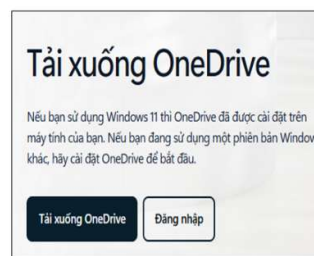 Tải xuống OneDrive
Nếu bạn sử dụng Windows 11 thì OneDrive đã được cài đặt trên
máy tính của bạn. Nếu bạn đang sử dụng một phiên bản Window
khác, hãy cài đặt OneDrive để bắt đầu.
Tải xuống OneDrive Đăng nhập